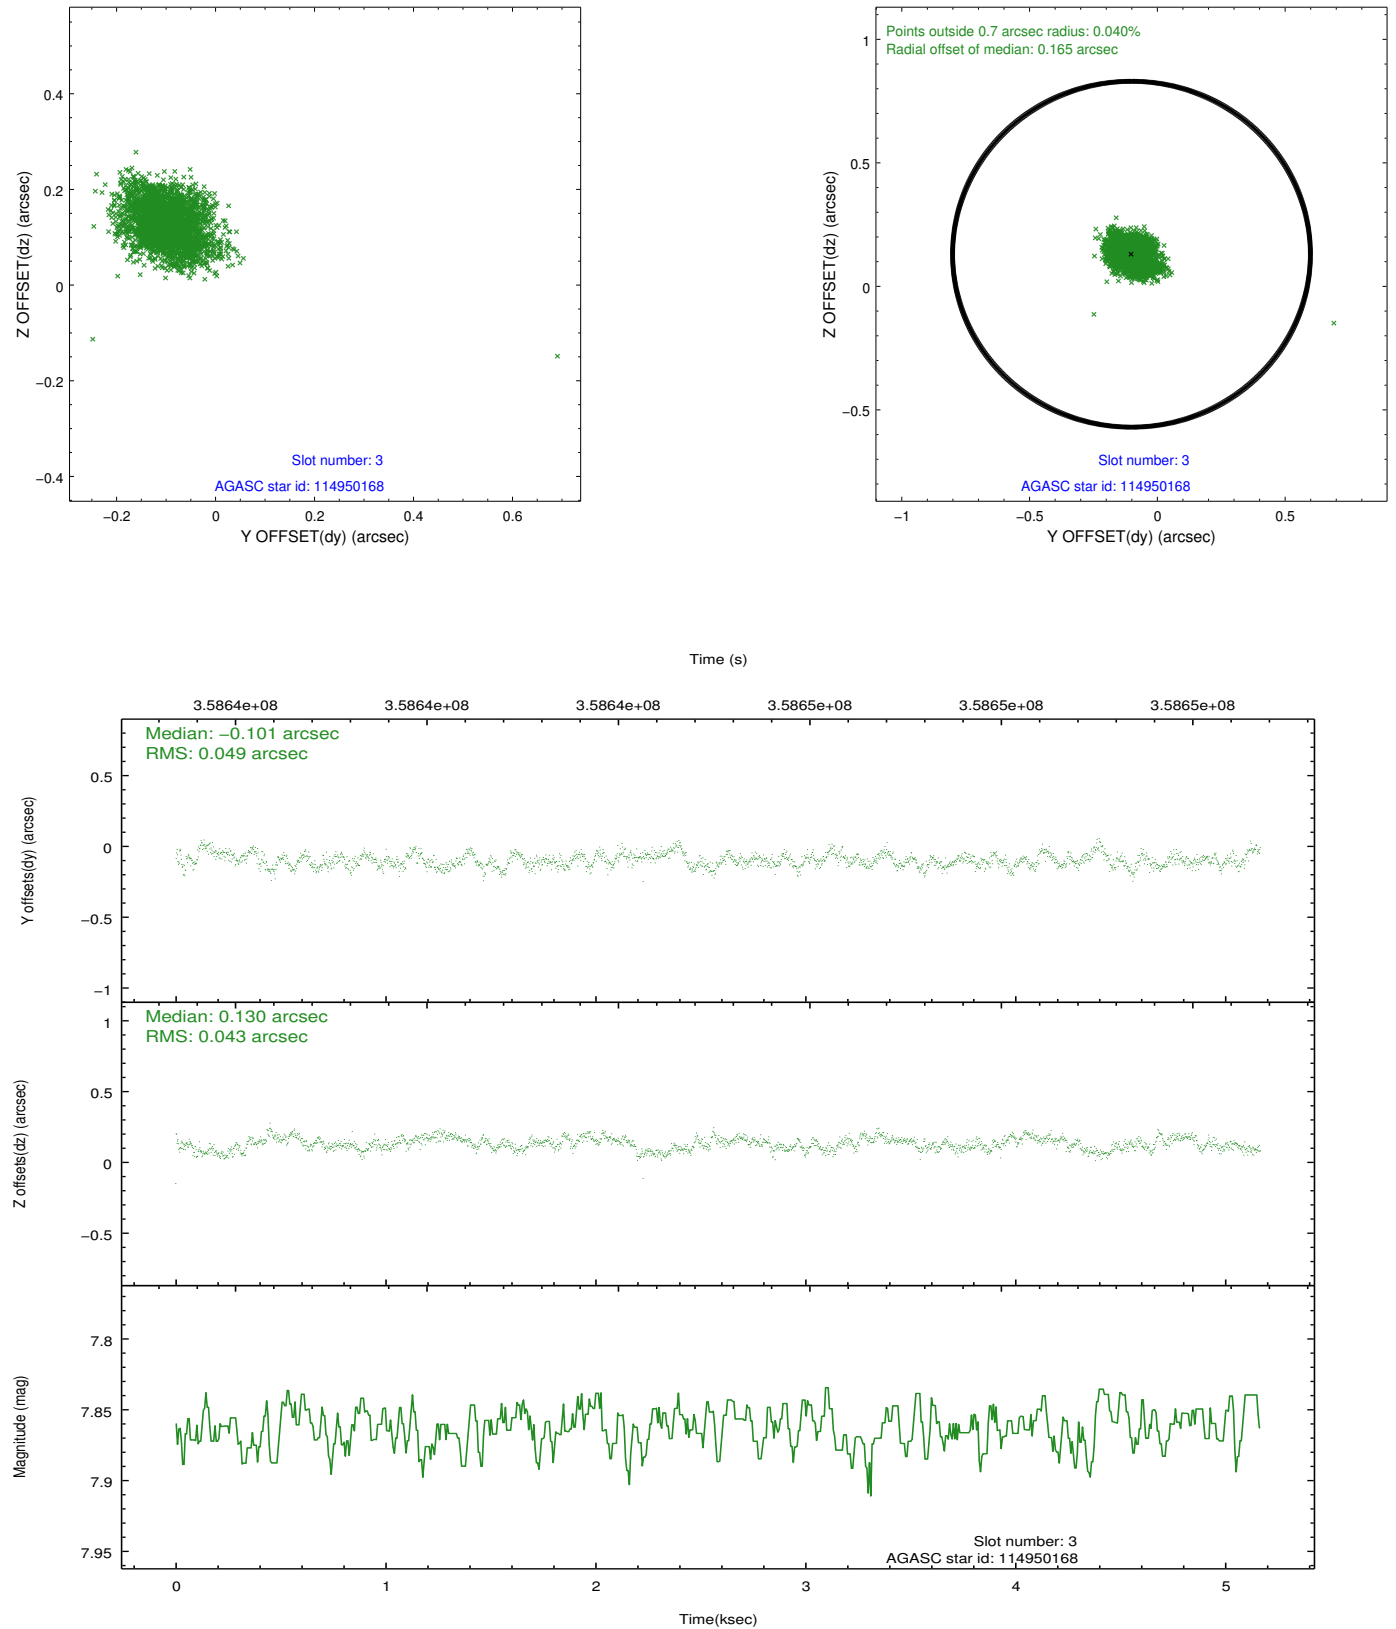 0.4
0.2
0
−0.2
−0.4
Z OFFSET(dz) (arcsec)
Slot number: 3
AGASC star id: 114950168
−0.2
0
0.2
0.4
0.6
Y OFFSET(dy) (arcsec)
Points outside 0.7 arcsec radius: 0.040%
Radial offset of median: 0.165 arcsec
1
0.5
0
−0.5
Z OFFSET(dz) (arcsec)
Slot number: 3
AGASC star id: 114950168
−1
−0.5
0
0.5
Y OFFSET(dy) (arcsec)
Time (s)
3.5864e+08
3.5864e+08
3.5864e+08
3.5865e+08
3.5865e+08
3.5865e+08
Median: −0.101 arcsec
RMS: 0.049 arcsec
0.5
0
−0.5
−1
Y offsets(dy) (arcsec)
Median: 0.130 arcsec
RMS: 0.043 arcsec
1
0.5
0
−0.5
Z offsets(dz) (arcsec)
7.8
7.85
7.9
7.95
Magnitude (mag)
Slot number: 3
AGASC star id: 114950168
0
1
2
3
4
5
Time(ksec)